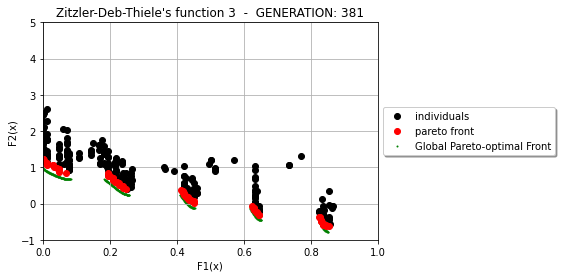 Zitzler-Deb-Thiele's function 3 - GENERATION: 381
5
4
3
2
1
0
−1
F2(x)
0.0 0.2 0.4 0.6 0.8 1.0
F1(x)
individuals
pareto front
Global Pareto-optimal Front